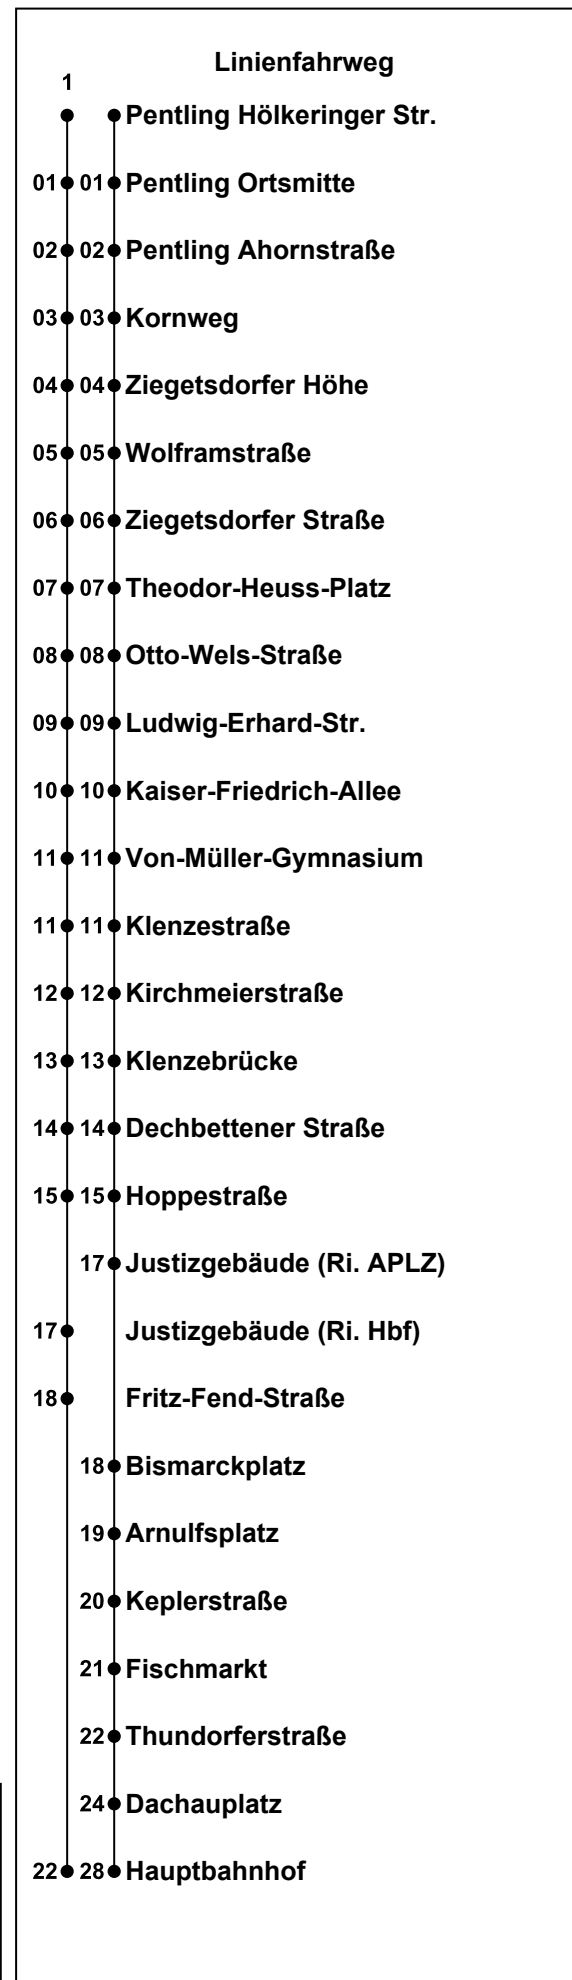 Linienfahrweg
1
Pentling Hölkeringer Str.
01 01 Pentling Ortsmitte
02 02 Pentling Ahornstraße
03 03 Kornweg
04 04 Ziegetsdorfer Höhe
05 05 Wolframstraße
06 06 Ziegetsdorfer Straße
07 07 Theodor-Heuss-Platz
08 08 Otto-Wels-Straße
09 09 Ludwig-Erhard-Str.
10 10 Kaiser-Friedrich-Allee
11 11 Von-Müller-Gymnasium
11 11 Klenzestraße
12 12 Kirchmeierstraße
13 13 Klenzebrücke
14 14 Dechbettener Straße
15 15 Hoppestraße
17 Justizgebäude (Ri. APLZ)
17 Justizgebäude (Ri. Hbf)
18 Fritz-Fend-Straße
18 Bismarckplatz
19 Arnulfsplatz
20 Keplerstraße
21 Fischmarkt
22 Thundorferstraße
24 Dachauplatz
22 28 Hauptbahnhof